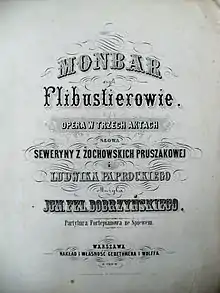 MONBAR
czyli
Flibustierowie.
OPERA W TRZECH AKTACH
SŁOWA
SEWERYNY Z ŻOCHOWSKICH PRUSZAKOWEJ
I
LUDWIKA PAPROCKIEGO
Muzyka
JGN. FEL. DOBRZYŃSKIEGO.
Partytura Fortepianowa ze Śpiewem.
WARSZAWA
NAKŁAD I WŁASNOŚĆ GEBETHNERA I WOLFFA.